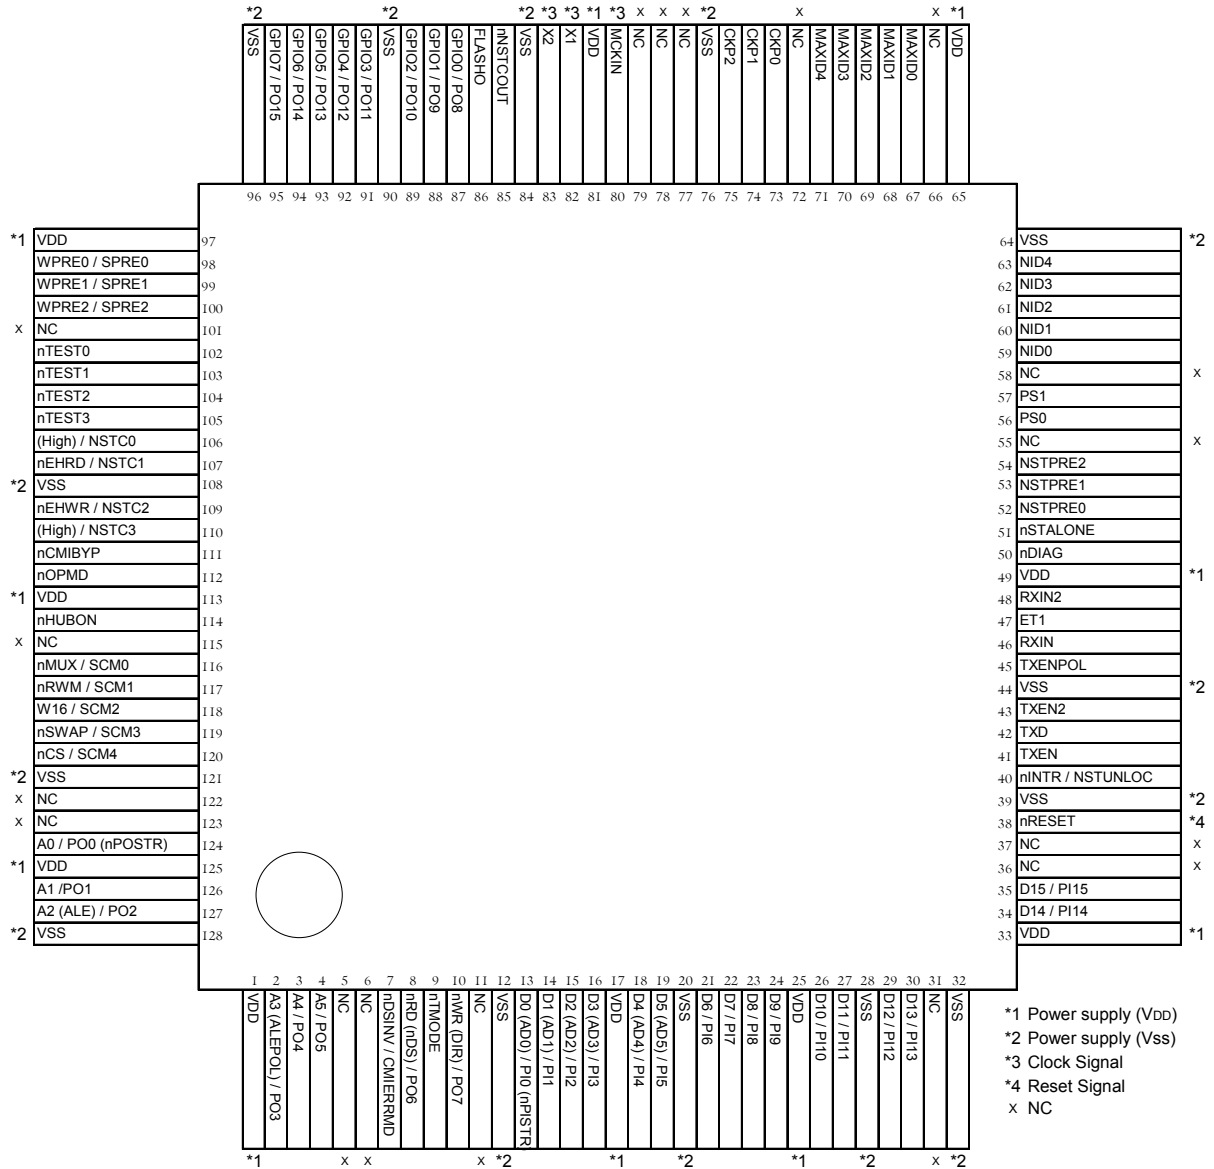 *2 *2 *2 *3 *3 *1 *3 x x x *2 x x *1
VSS
GPIO7 / PO15
GPIO6 / PO14
GPIO5 / PO13
GPIO4 / PO12
GPIO3 / PO11
VSS
GPIO2 / PO10
GPIO1 / PO9
GPIO0 / PO8
FLASHO
nNSTCOUT
VSS
X2
X1
VDD
MCKIN
NC
NC
NC
VSS
CKP2
CKP1
CKP0
NC
MAXID4
MAXID3
MAXID2
MAXID1
MAXID0
NC
VDD
96 95 94 93 92 91 90 89 88 87 86 85 84 83 82 81 80 79 78 77 76 75 74 73 72 71 70 69 68 67 66 65
*1 VDD 97
WPRE0 / SPRE0 98
WPRE1 / SPRE1 99
WPRE2 / SPRE2 100
x NC 101
nTEST0 102
nTEST1 103
nTEST2 104
nTEST3 105
(High) / NSTC0 106
nEHRD / NSTC1 107
*2 VSS 108
nEHWR / NSTC2 109
(High) / NSTC3 110
nCMIBYP 111
nOPMD 112
*1 VDD 113
nHUBON 114
x NC 115
nMUX / SCM0 116
nRWM / SCM1 117
W16 / SCM2 118
nSWAP / SCM3 119
nCS / SCM4 120
*2 VSS 121
x NC 122
x NC 123
A0 / PO0 (nPOSTR) 124
*1 VDD 125
A1 /PO1 126
A2 (ALE) / PO2 127
*2 VSS 128
64 VSS *2
63 NID4
62 NID3
61 NID2
60 NID1
59 NID0
58 NC x
57 PS1
56 PS0
55 NC x
54 NSTPRE2
53 NSTPRE1
52 NSTPRE0
51 nSTALONE
50 nDIAG
49 VDD *1
48 RXIN2
47 ET1
46 RXIN
45 TXENPOL
44 VSS *2
43 TXEN2
42 TXD
41 TXEN
40 nINTR / NSTUNLOC
39 VSS *2
38 nRESET *4
37 NC x
36 NC x
35 D15 / PI15
34 D14 / PI14
33 VDD *1
1 2 3 4 5 6 7 8 9 10 11 12 13 14 15 16 17 18 19 20 21 22 23 24 25 26 27 28 29 30 31 32
VDD
A3 (ALEPOL) / PO3
A4 / PO4
A5 / PO5
NC
NC
nDSINV / CMIERRMD
nRD (nDS) / PO6
nTMODE
nWR (DIR) / PO7
NC
VSS
D0 (AD0) / PI0 (nPISTR)
D1 (AD1) / PI1
D2 (AD2) / PI2
D3 (AD3) / PI3
VDD
D4 (AD4) / PI4
D5 (AD5) / PI5
VSS
D6 / PI6
D7 / PI7
D8 / PI8
D9 / PI9
VDD
D10 / PI10
D11 / PI11
VSS
D12 / PI12
D13 / PI13
NC
VSS
*1 x x x *2 *1 *2 *1 *2 x *2
*1 Power supply (VDD)
*2 Power supply (Vss)
*3 Clock Signal
*4 Reset Signal
x NC